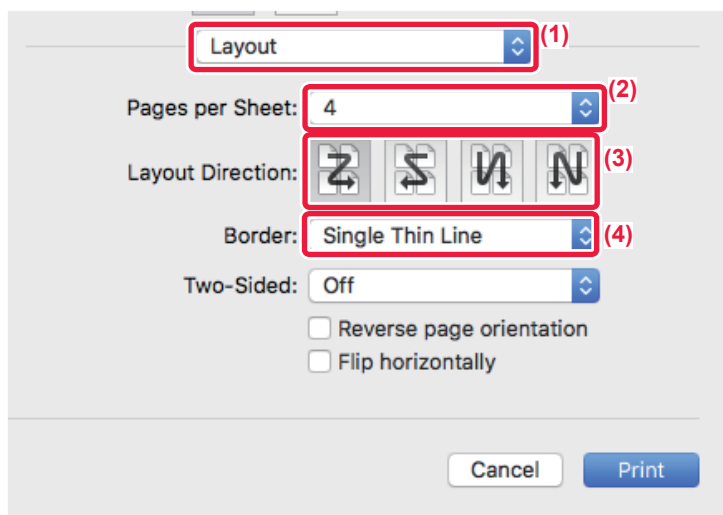 Layout (1)
Pages per Sheet: 4 (2)
Layout Direction: (3)
Border: Single Thin Line (4)
Two-Sided: Off
Reverse page orientation
Flip horizontally
Cancel Print